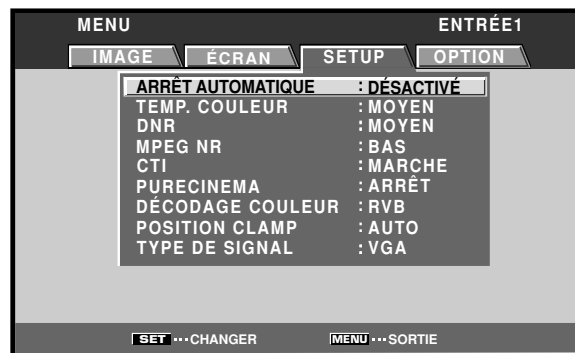 MENU ENTRÉE1
IMAGE ÉCRAN SETUP OPTION
ARRÊT AUTOMATIQUE : DÉSACTIVÉ
TEMP. COULEUR : MOYEN
DNR : MOYEN
MPEG NR : BAS
CTI : MARCHE
PURECINEMA : ARRÊT
DÉCODAGE COULEUR : RVB
POSITION CLAMP : AUTO
TYPE DE SIGNAL : VGA
SET ···CHANGER MENU ···SORTIE